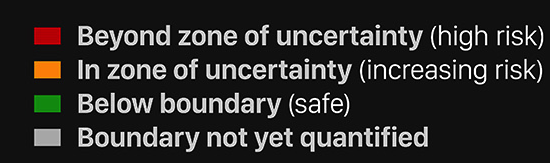 Beyond zone of uncertainty (high risk)
In zone of uncertainty (increasing risk)
Below boundary (safe)
Boundary not yet quantified